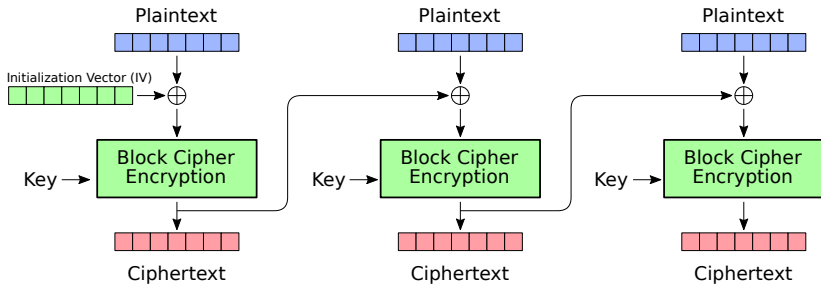 Plaintext
Plaintext
Plaintext
Initialization Vector (IV)
Block Cipher
Encryption
Block Cipher
Encryption
Block Cipher
Encryption
Key
Key
Key
Ciphertext
Ciphertext
Ciphertext